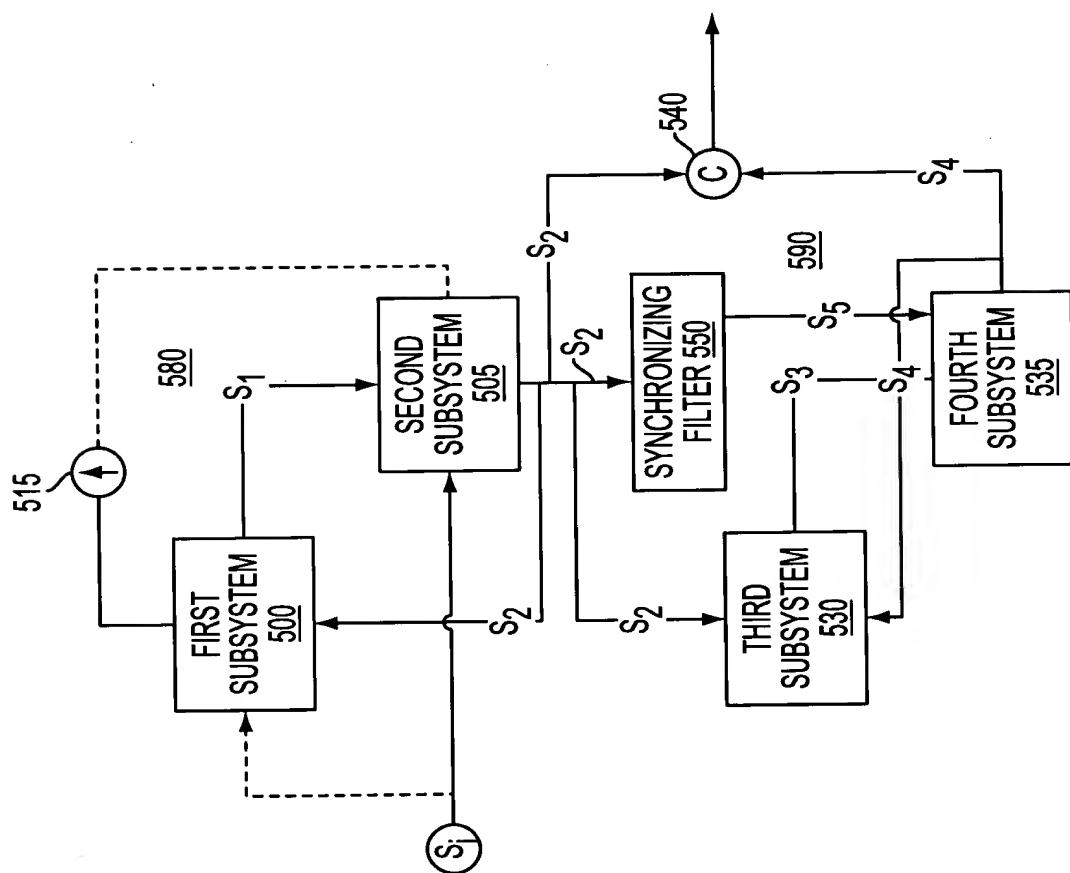 515
FIRST
SUBSYSTEM
500
580
S1
Si
S2
SECOND
SUBSYSTEM
505
S2
S2
S2
SYNCHRONIZING
FILTER 550
THIRD
SUBSYSTEM
530
590
S3
S5
S4
FOURTH
SUBSYSTEM
535
C
540
S4